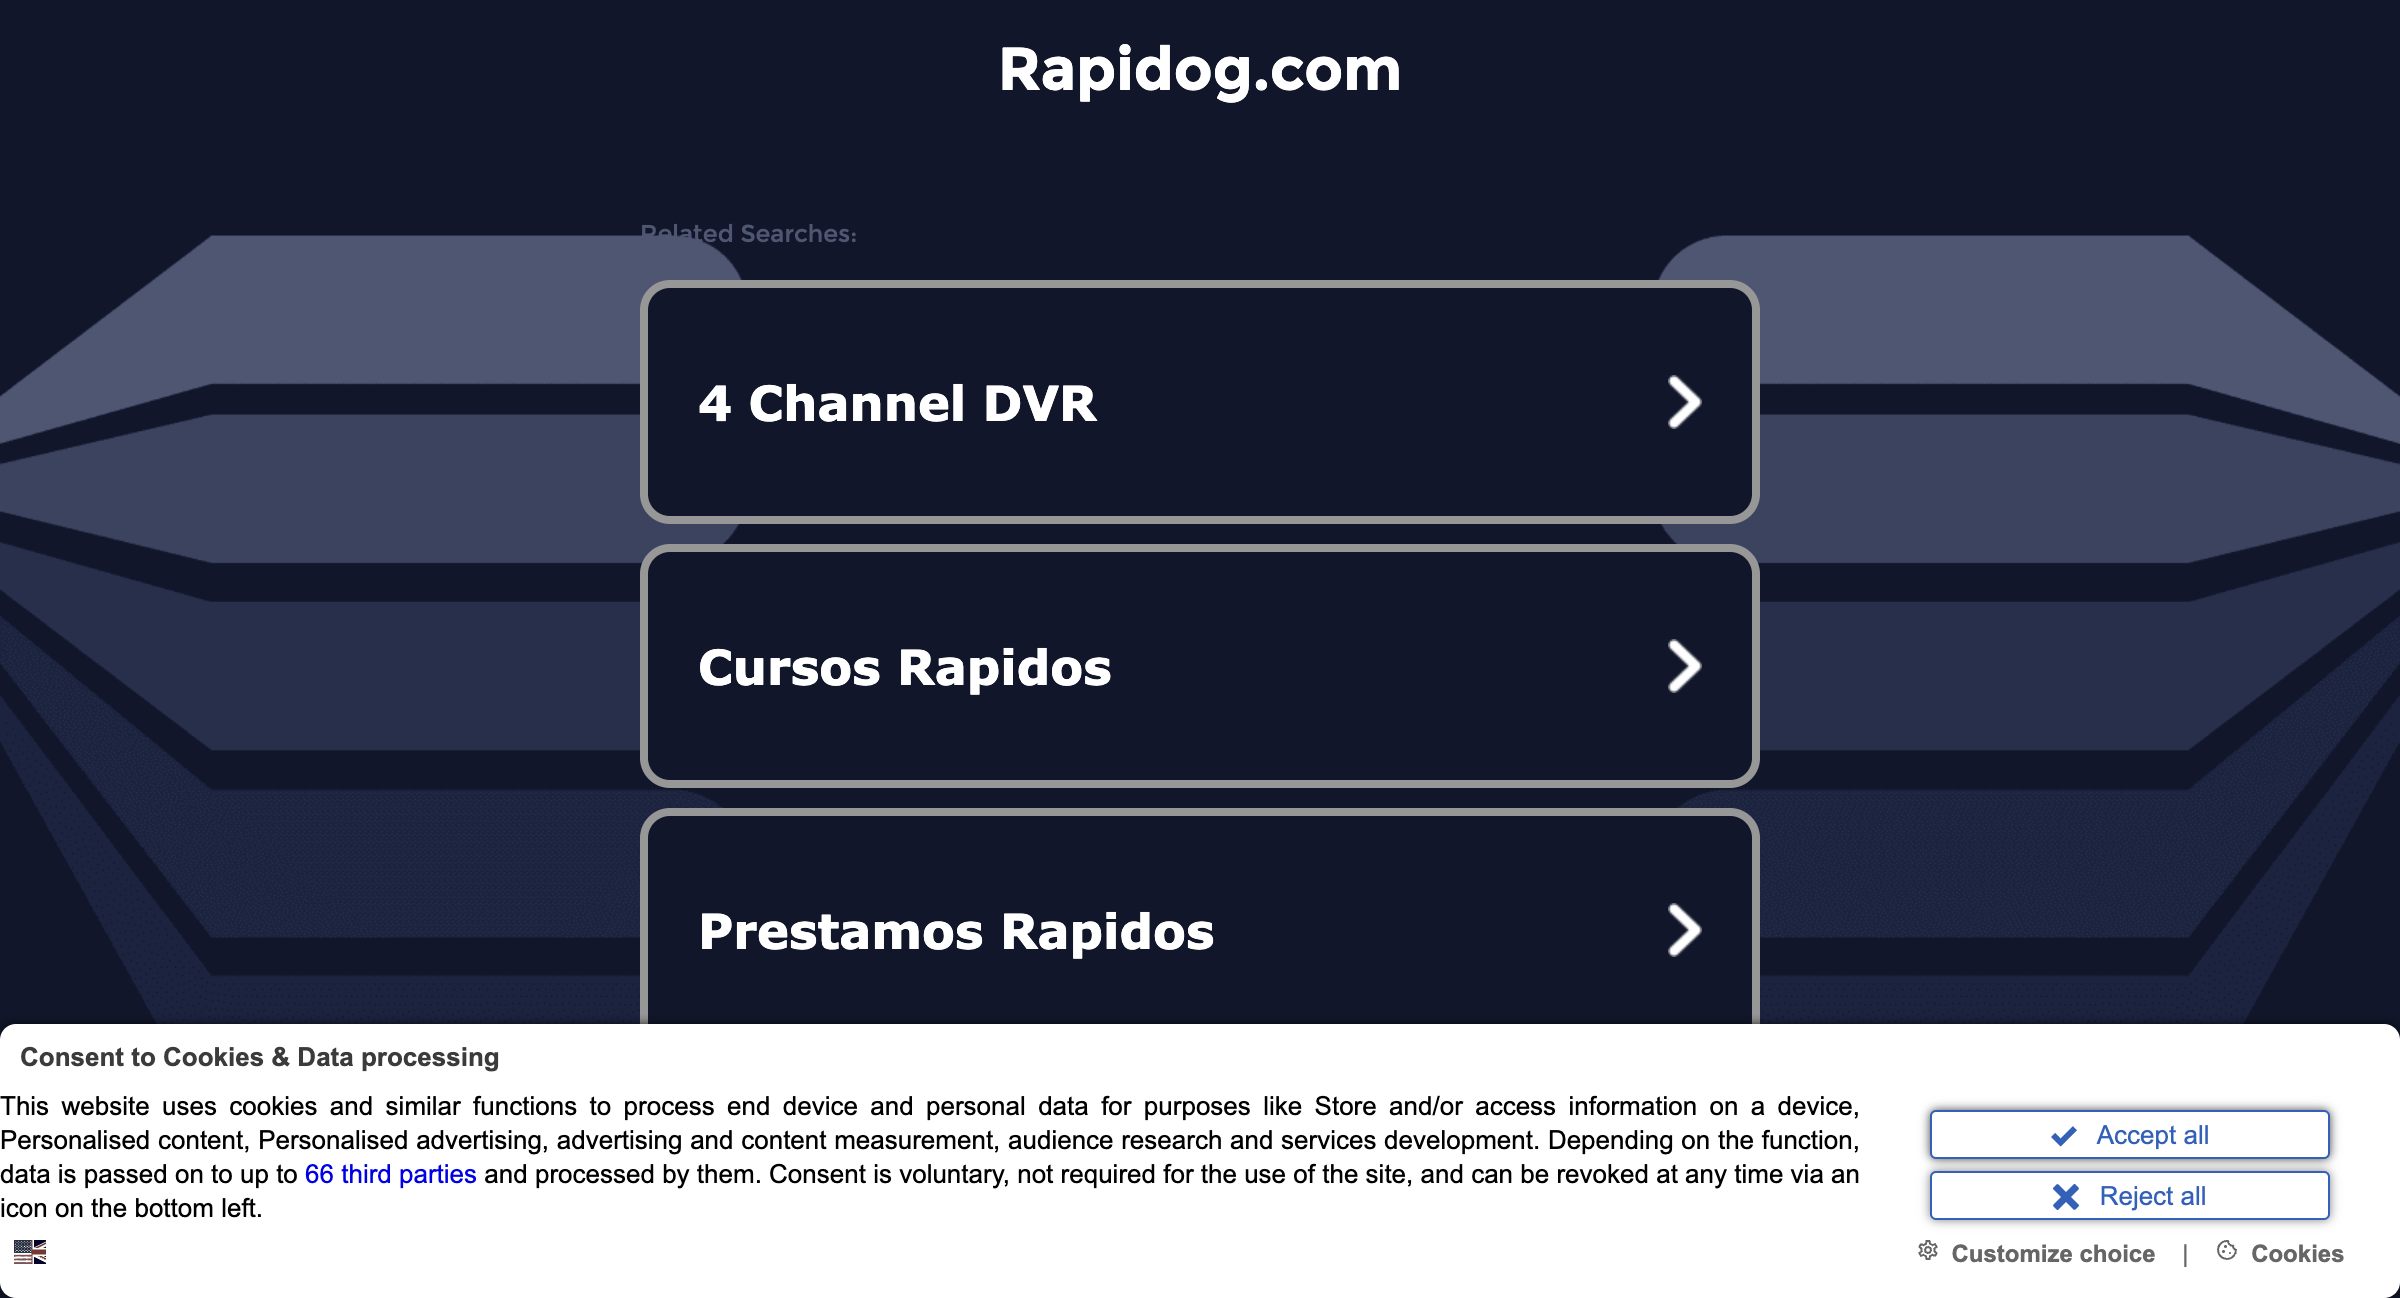 Rapidog.com
Related Searches:
4 Channel DVR
Cursos Rapidos
Prestamos Rapidos
Consent to Cookies & Data processing
This website uses cookies and similar functions to process end device and personal data for purposes like Store and/or access information on a device,
Personalised content, Personalised advertising, advertising and content measurement, audience research and services development. Depending on the function,
data is passed on to up to 66 third parties and processed by them. Consent is voluntary, not required for the use of the site, and can be revoked at any time via an
icon on the bottom left.
Accept all
Reject all
Customize choice | Cookies